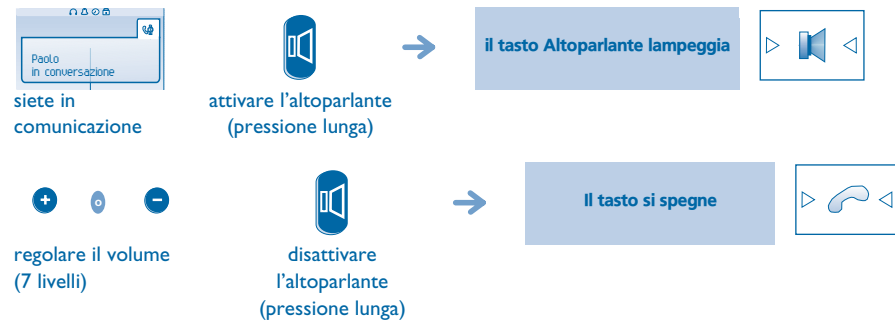 Paolo
in conversazione
siete in
comunicazione
attivare l'altoparlante
(pressione lunga)
il tasto Altoparlante lampeggia
+ o -
regolare il volume
(7 livelli)
disattivare
l'altoparlante
(pressione lunga)
Il tasto si spegne